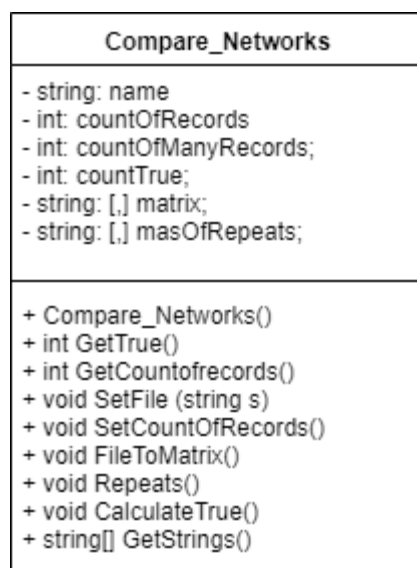 Compare_Networks
- string: name
- int: countOfRecords
- int: countOfManyRecords;
- int: countTrue;
- string: [,] matrix;
- string: [,] masOfRepeats;
+ Compare_Networks()
+ int GetTrue()
+ int GetCountofrecords()
+ void SetFile (string s)
+ void SetCountOfRecords()
+ void FileToMatrix()
+ void Repeats()
+ void CalculateTrue()
+ string[] GetStrings()